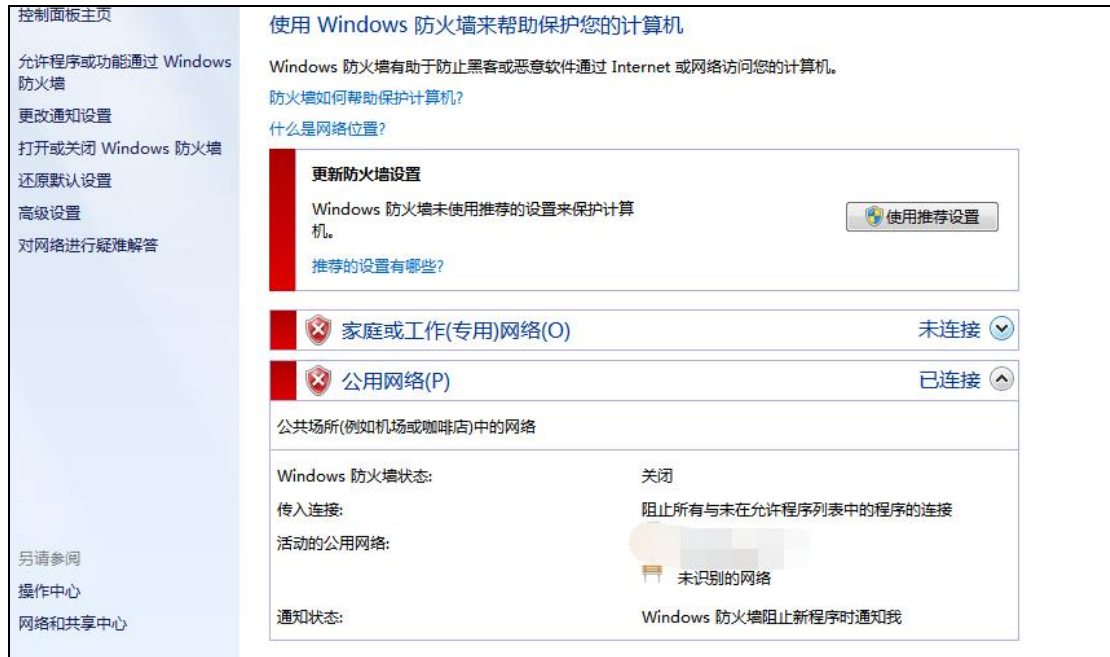 控制面板主页
允许程序或功能通过 Windows
防火墙
更改通知设置
打开或关闭 Windows 防火墙
还原默认设置
高级设置
对网络进行疑难解答
另请参阅
操作中心
网络和共享中心
使用 Windows 防火墙来帮助保护您的计算机
Windows 防火墙有助于防止黑客或恶意软件通过 Internet 或网络访问您的计算机。
防火墙如何帮助保护计算机?
什么是网络位置?
更新防火墙设置
Windows 防火墙未使用推荐的设置来保护计算
机。
使用推荐设置
推荐的设置有哪些?
家庭或工作(专用)网络(O) 未连接
公用网络(P) 已连接
公共场所(例如机场或咖啡店)中的网络
Windows 防火墙状态: 关闭
传入连接: 阻止所有与未在允许程序列表中的程序的连接
活动的公用网络:
未识别的网络
通知状态: Windows 防火墙阻止新程序时通知我